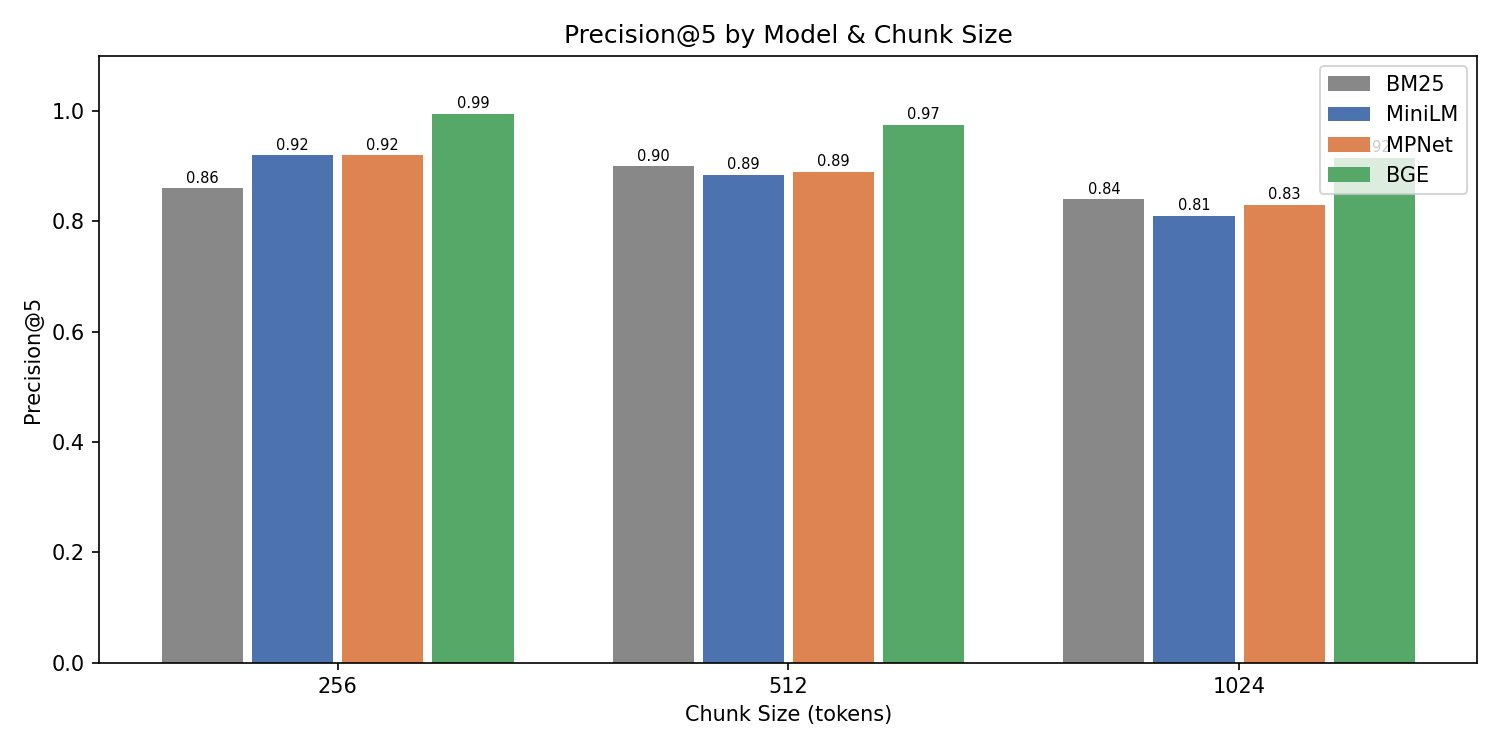 Precision@5 by Model & Chunk Size
BM25
MiniLM
MPNet
BGE
0.86
0.92
0.92
0.99
0.90
0.89
0.89
0.97
0.84
0.81
0.83
1.0
0.8
0.6
0.4
0.2
0.0
Precision@5
256
512
1024
Chunk Size (tokens)